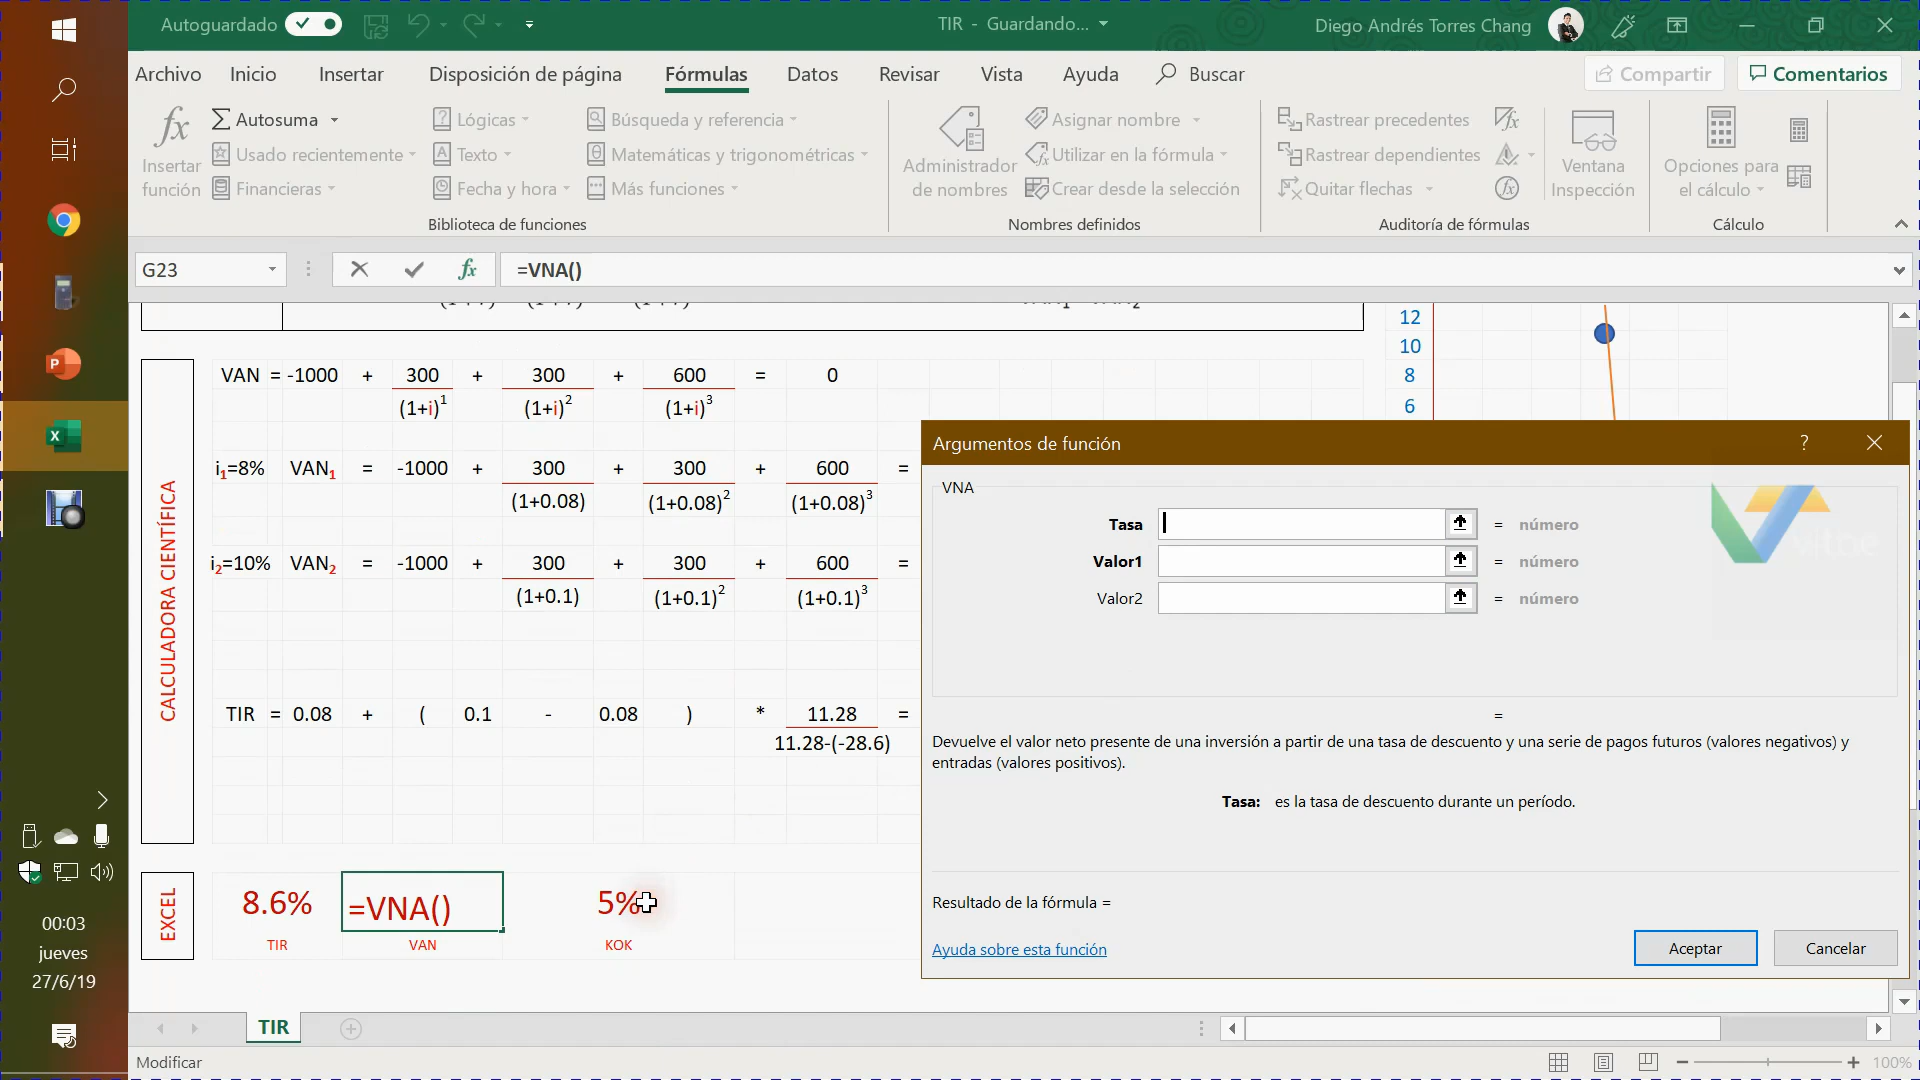 Autoguardado
TIR - Guardando...
Diego Andrés Torres Chang
Archivo Inicio Insertar Disposición de página Fórmulas Datos Revisar Vista Ayuda Buscar
Compartir Comentarios
Insertar función
Autosuma
Usado recientemente
Financieras
Lógicas
Texto
Fecha y hora
Búsqueda y referencia
Matemáticas y trigonométricas
Más funciones
Biblioteca de funciones
Administrador de nombres
Asignar nombre
Utilizar en la fórmula
Crear desde la selección
Nombres definidos
Rastrear precedentes
Rastrear dependientes
Quitar flechas
Ventana Inspección
Auditoría de fórmulas
Opciones para el cálculo
Cálculo
G23
fx
=VNA()
12
10
8
6
CALCULADORA CIENTÍFICA
VAN = -1000 + 300 + 300 + 600 = 0
(1+i)1 (1+i)2 (1+i)3
i1=8% VAN1 = -1000 + 300 + 300 + 600 =
(1+0.08) (1+0.08)2 (1+0.08)3
i2=10% VAN2 = -1000 + 300 + 300 + 600 =
(1+0.1) (1+0.1)2 (1+0.1)3
TIR = 0.08 + ( 0.1 - 0.08 ) * 11.28 =
11.28-(-28.6)
EXCEL
8.6% =VNA() 5%
TIR VAN KOK
Argumentos de función
?
VNA
Tasa = número
Valor1 = número
Valor2 = número
=
Devuelve el valor neto presente de una inversión a partir de una tasa de descuento y una serie de pagos futuros (valores negativos) y
entradas (valores positivos).
Tasa: es la tasa de descuento durante un período.
Resultado de la fórmula =
Ayuda sobre esta función
Aceptar Cancelar
00:03
jueves
27/6/19
TIR
Modificar
100%